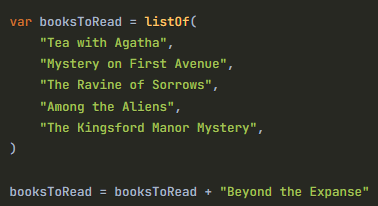 var booksToRead = listOf(
    "Tea with Agatha",
    "Mystery on First Avenue",
    "The Ravine of Sorrows",
    "Among the Aliens",
    "The Kingsford Manor Mystery",
)

booksToRead = booksToRead + "Beyond the Expanse"